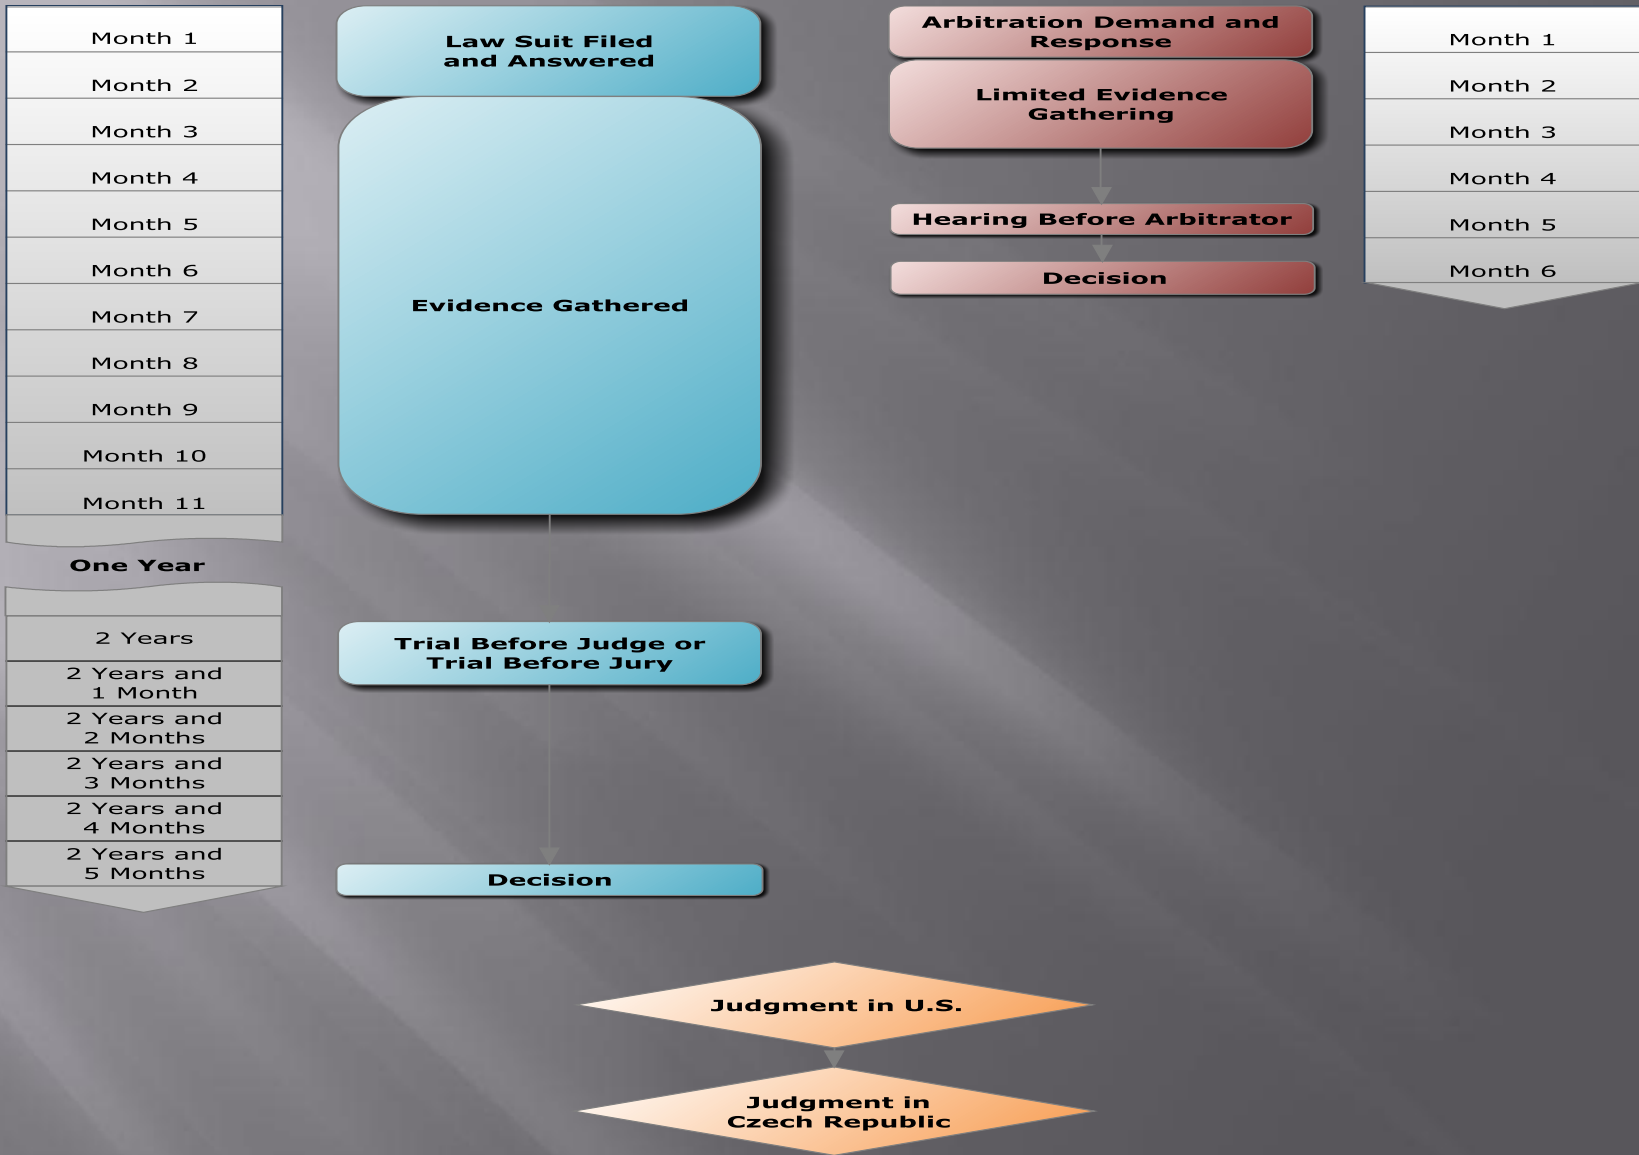 Month 1
Month 2
Month 3
Month 4
Month 5
Month 6
Month 7
Month 8
Month 9
Month 10
Month 11
One Year
2 Years
2 Years and
1 Month
2 Years and
2 Months
2 Years and
3 Months
2 Years and
4 Months
2 Years and
5 Months
Law Suit Filed
and Answered
Evidence Gathered
Trial Before Judge or
Trial Before Jury
Decision
Arbitration Demand and
Response
Limited Evidence
Gathering
Hearing Before Arbitrator
Decision
Month 1
Month 2
Month 3
Month 4
Month 5
Month 6
Judgment in U.S.
Judgment in
Czech Republic